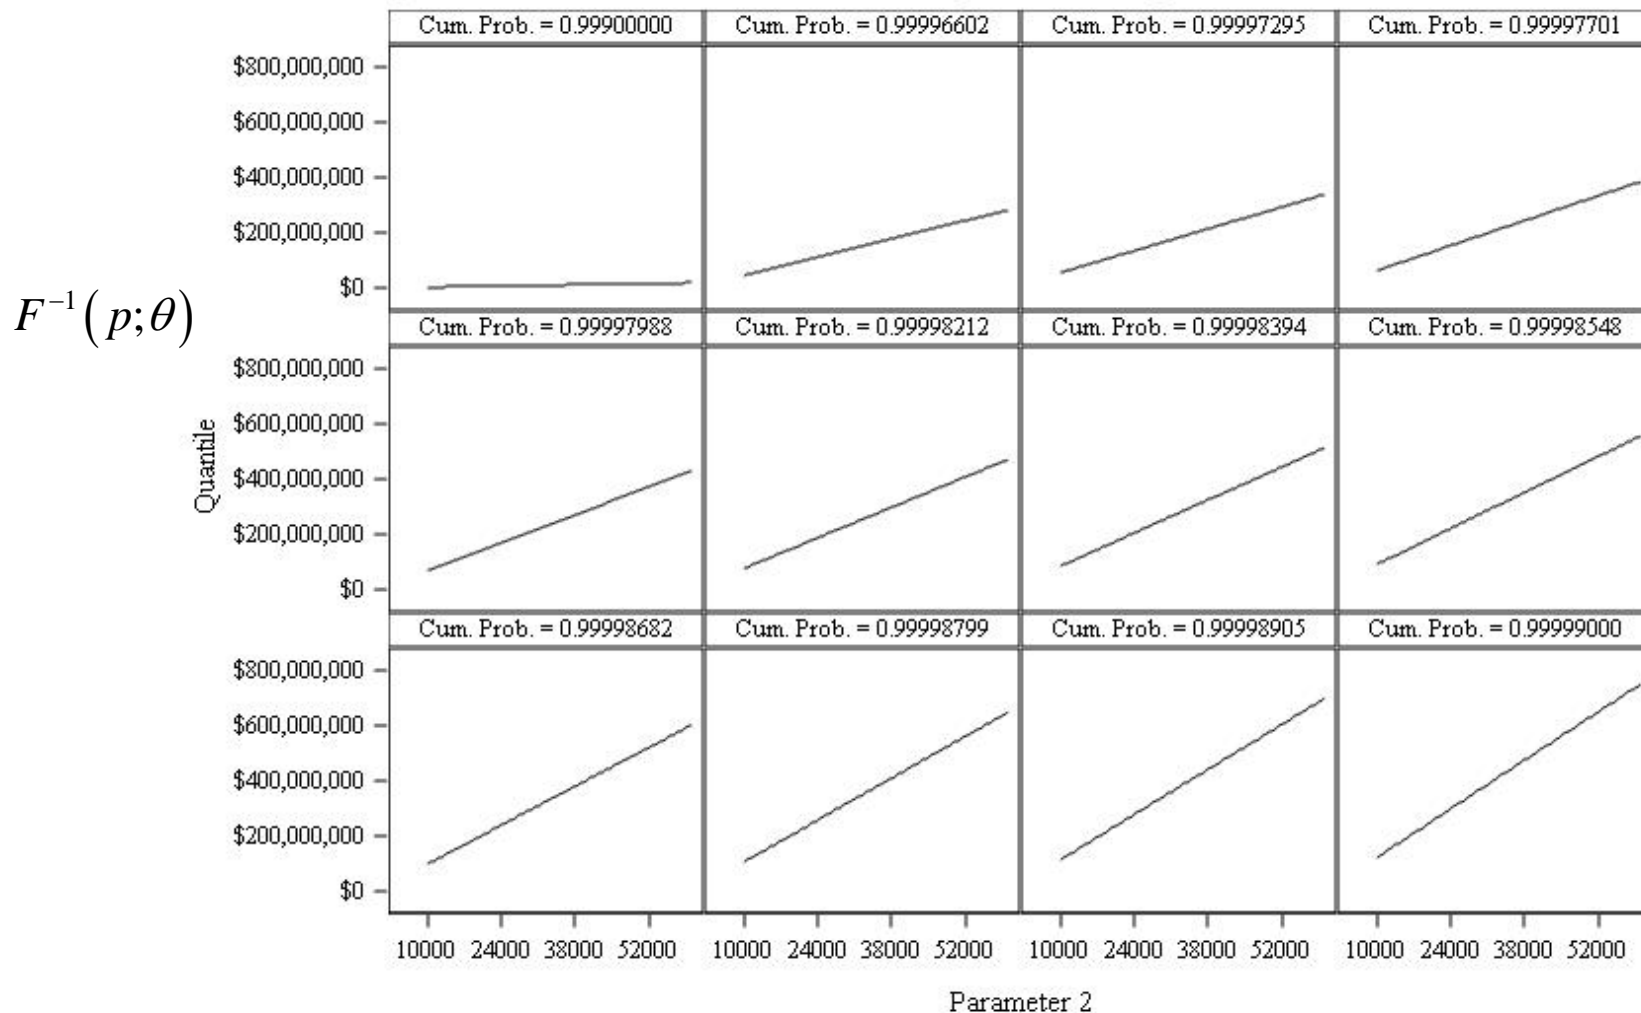 Cum. Prob. = 0.99900000 Cum. Prob. = 0.99996602 Cum. Prob. = 0.99997295 Cum. Prob. = 0.99997701
$800,000,000
$600,000,000
$400,000,000
$200,000,000
$0
F⁻¹(p;θ)
Cum. Prob. = 0.99997988 Cum. Prob. = 0.99998212 Cum. Prob. = 0.99998394 Cum. Prob. = 0.99998548
$800,000,000
$600,000,000
Quantile
$400,000,000
$200,000,000
$0
Cum. Prob. = 0.99998682 Cum. Prob. = 0.99998799 Cum. Prob. = 0.99998905 Cum. Prob. = 0.99999000
$800,000,000
$600,000,000
$400,000,000
$200,000,000
$0
10000 24000 38000 52000 10000 24000 38000 52000 10000 24000 38000 52000 10000 24000 38000 52000
Parameter 2